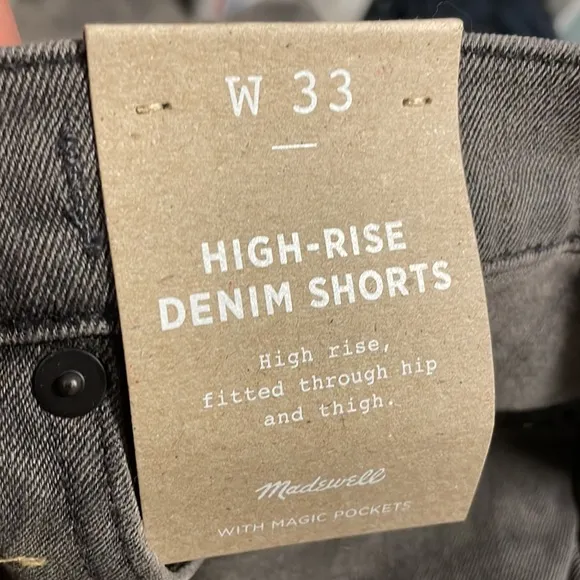 W 33
HIGH-RISE
DENIM SHORTS
High rise,
fitted through hip
and thigh.
Madewell
WITH MAGIC POCKETS